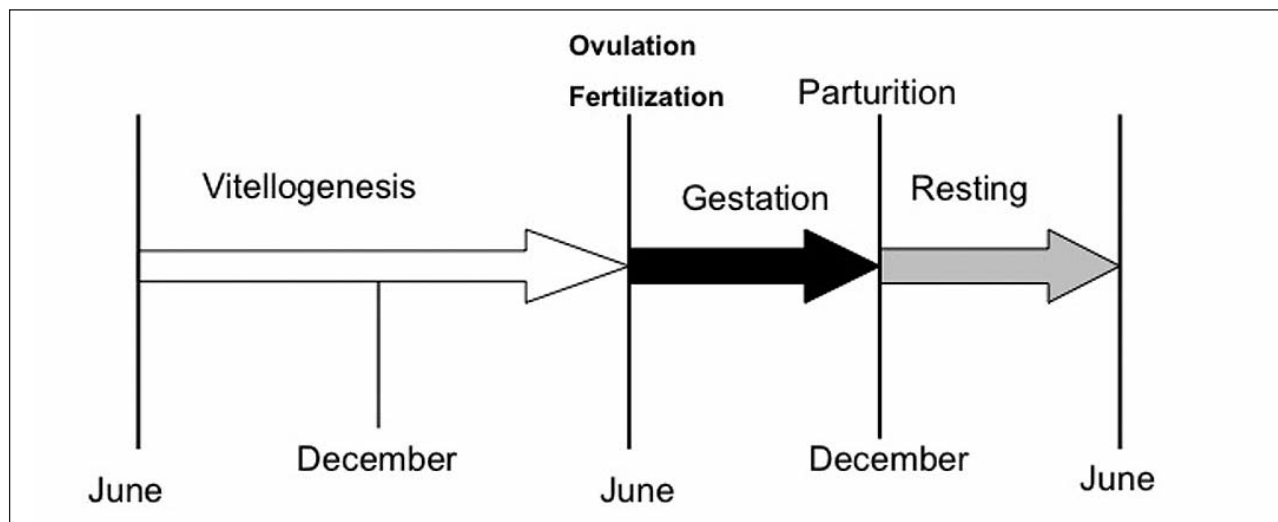 Ovulation
Fertilization
Parturition
Vitellogenesis
Gestation
Resting
December
December
June
June
June